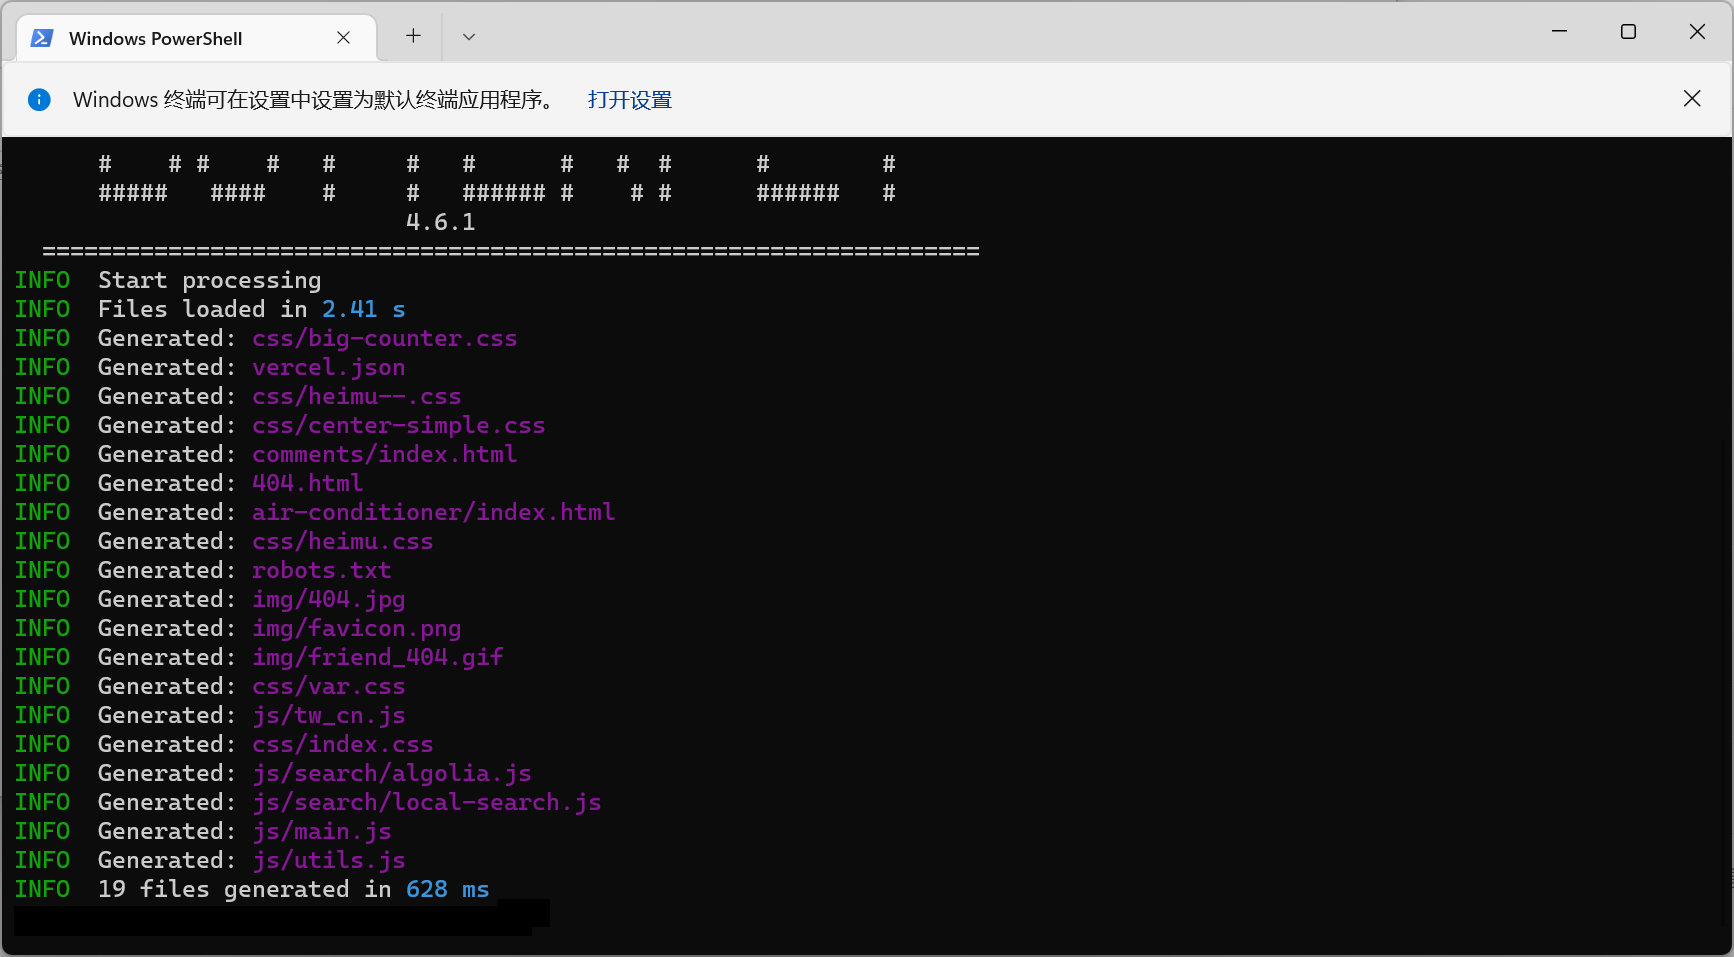 Windows PowerShell
Windows 终端可在设置中设置为默认终端应用程序。 打开设置
#    # #    #   #     #   #      #   #  #      #        #
#####   ####    #     #   ###### #    # #      ######   #
4.6.1
===================================================================
INFO  Start processing
INFO  Files loaded in 2.41 s
INFO  Generated: css/big-counter.css
INFO  Generated: vercel.json
INFO  Generated: css/heimu--.css
INFO  Generated: css/center-simple.css
INFO  Generated: comments/index.html
INFO  Generated: 404.html
INFO  Generated: air-conditioner/index.html
INFO  Generated: css/heimu.css
INFO  Generated: robots.txt
INFO  Generated: img/404.jpg
INFO  Generated: img/favicon.png
INFO  Generated: img/friend_404.gif
INFO  Generated: css/var.css
INFO  Generated: js/tw_cn.js
INFO  Generated: css/index.css
INFO  Generated: js/search/algolia.js
INFO  Generated: js/search/local-search.js
INFO  Generated: js/main.js
INFO  Generated: js/utils.js
INFO  19 files generated in 628 ms